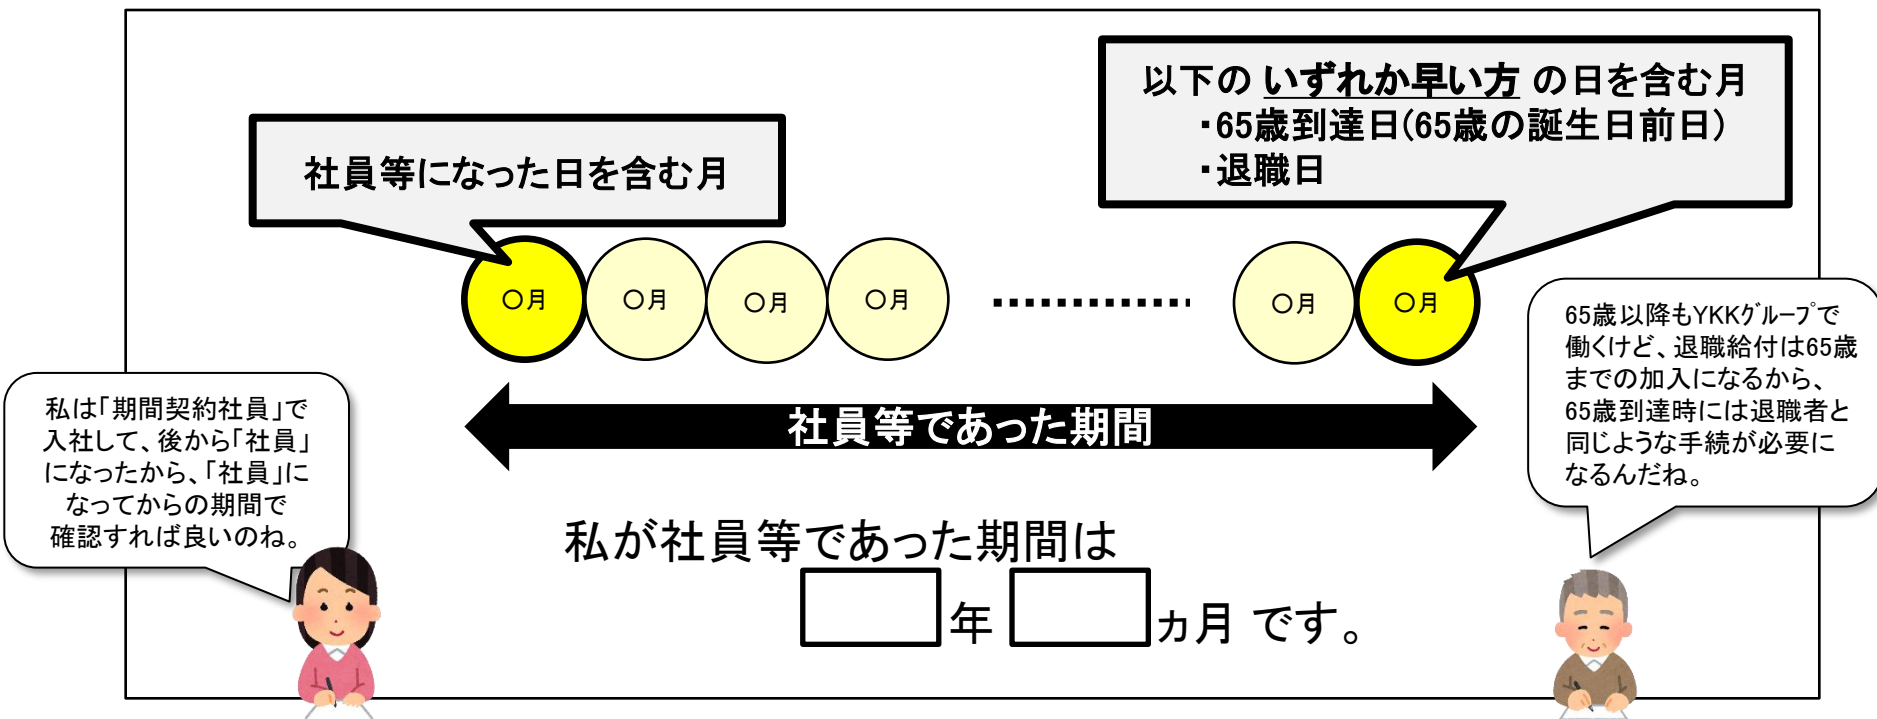 以下の いずれか早い方 の日を含む月
・65歳到達日(65歳の誕生日前日)
・退職日
社員等になった日を含む月
〇月
〇月
〇月
〇月
〇月
〇月
社員等であった期間
私は「期間契約社員」で
入社して、後から「社員」
になったから、「社員」に
なってからの期間で
確認すれば良いのね。
65歳以降もYKKグループで
働くけど、退職給付は65歳
までの加入になるから、
65歳到達時には退職者と
同じような手続が必要に
なるんだね。
私が社員等であった期間は
年 カ月 です。